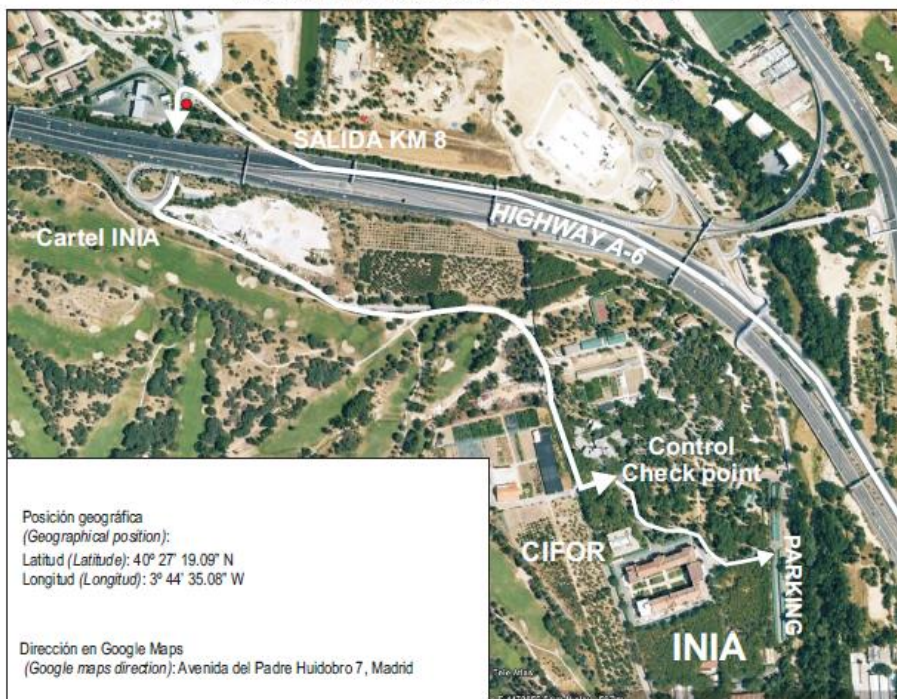 SALIDA KM 8
HIGHWAY A-6
Cartel INIA
Control
Check point
CIFOR
PARKING
INIA
Posición geográfica
(Geographical position):
Latitud (Latitude): 40º 27' 19.09" N
Longitud (Longitud): 3º 44' 35.08" W
Dirección en Google Maps
(Google maps direction): Avenida del Padre Huidobro 7, Madrid
Tele Atlas